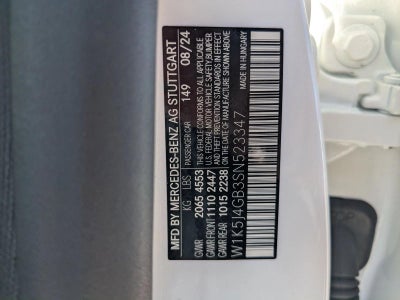 MFD BY MERCEDES-BENZ AG STUTTGART
PASSENGER CAR 149 08/24
KG LBS
GVWR 2065 4553
GAWR FRONT 1110 2447
GAWR REAR 1015 2238
THIS VEHICLE CONFORMS TO ALL APPLICABLE
U.S. FEDERAL MOTOR VEHICLE SAFETY/BUMPER
AND THEFT PREVENTION STANDARDS IN EFFECT
ON THE DATE OF MANUFACTURE SHOWN ABOVE
MADE IN HUNGARY
W1K5J4GB3SN523347